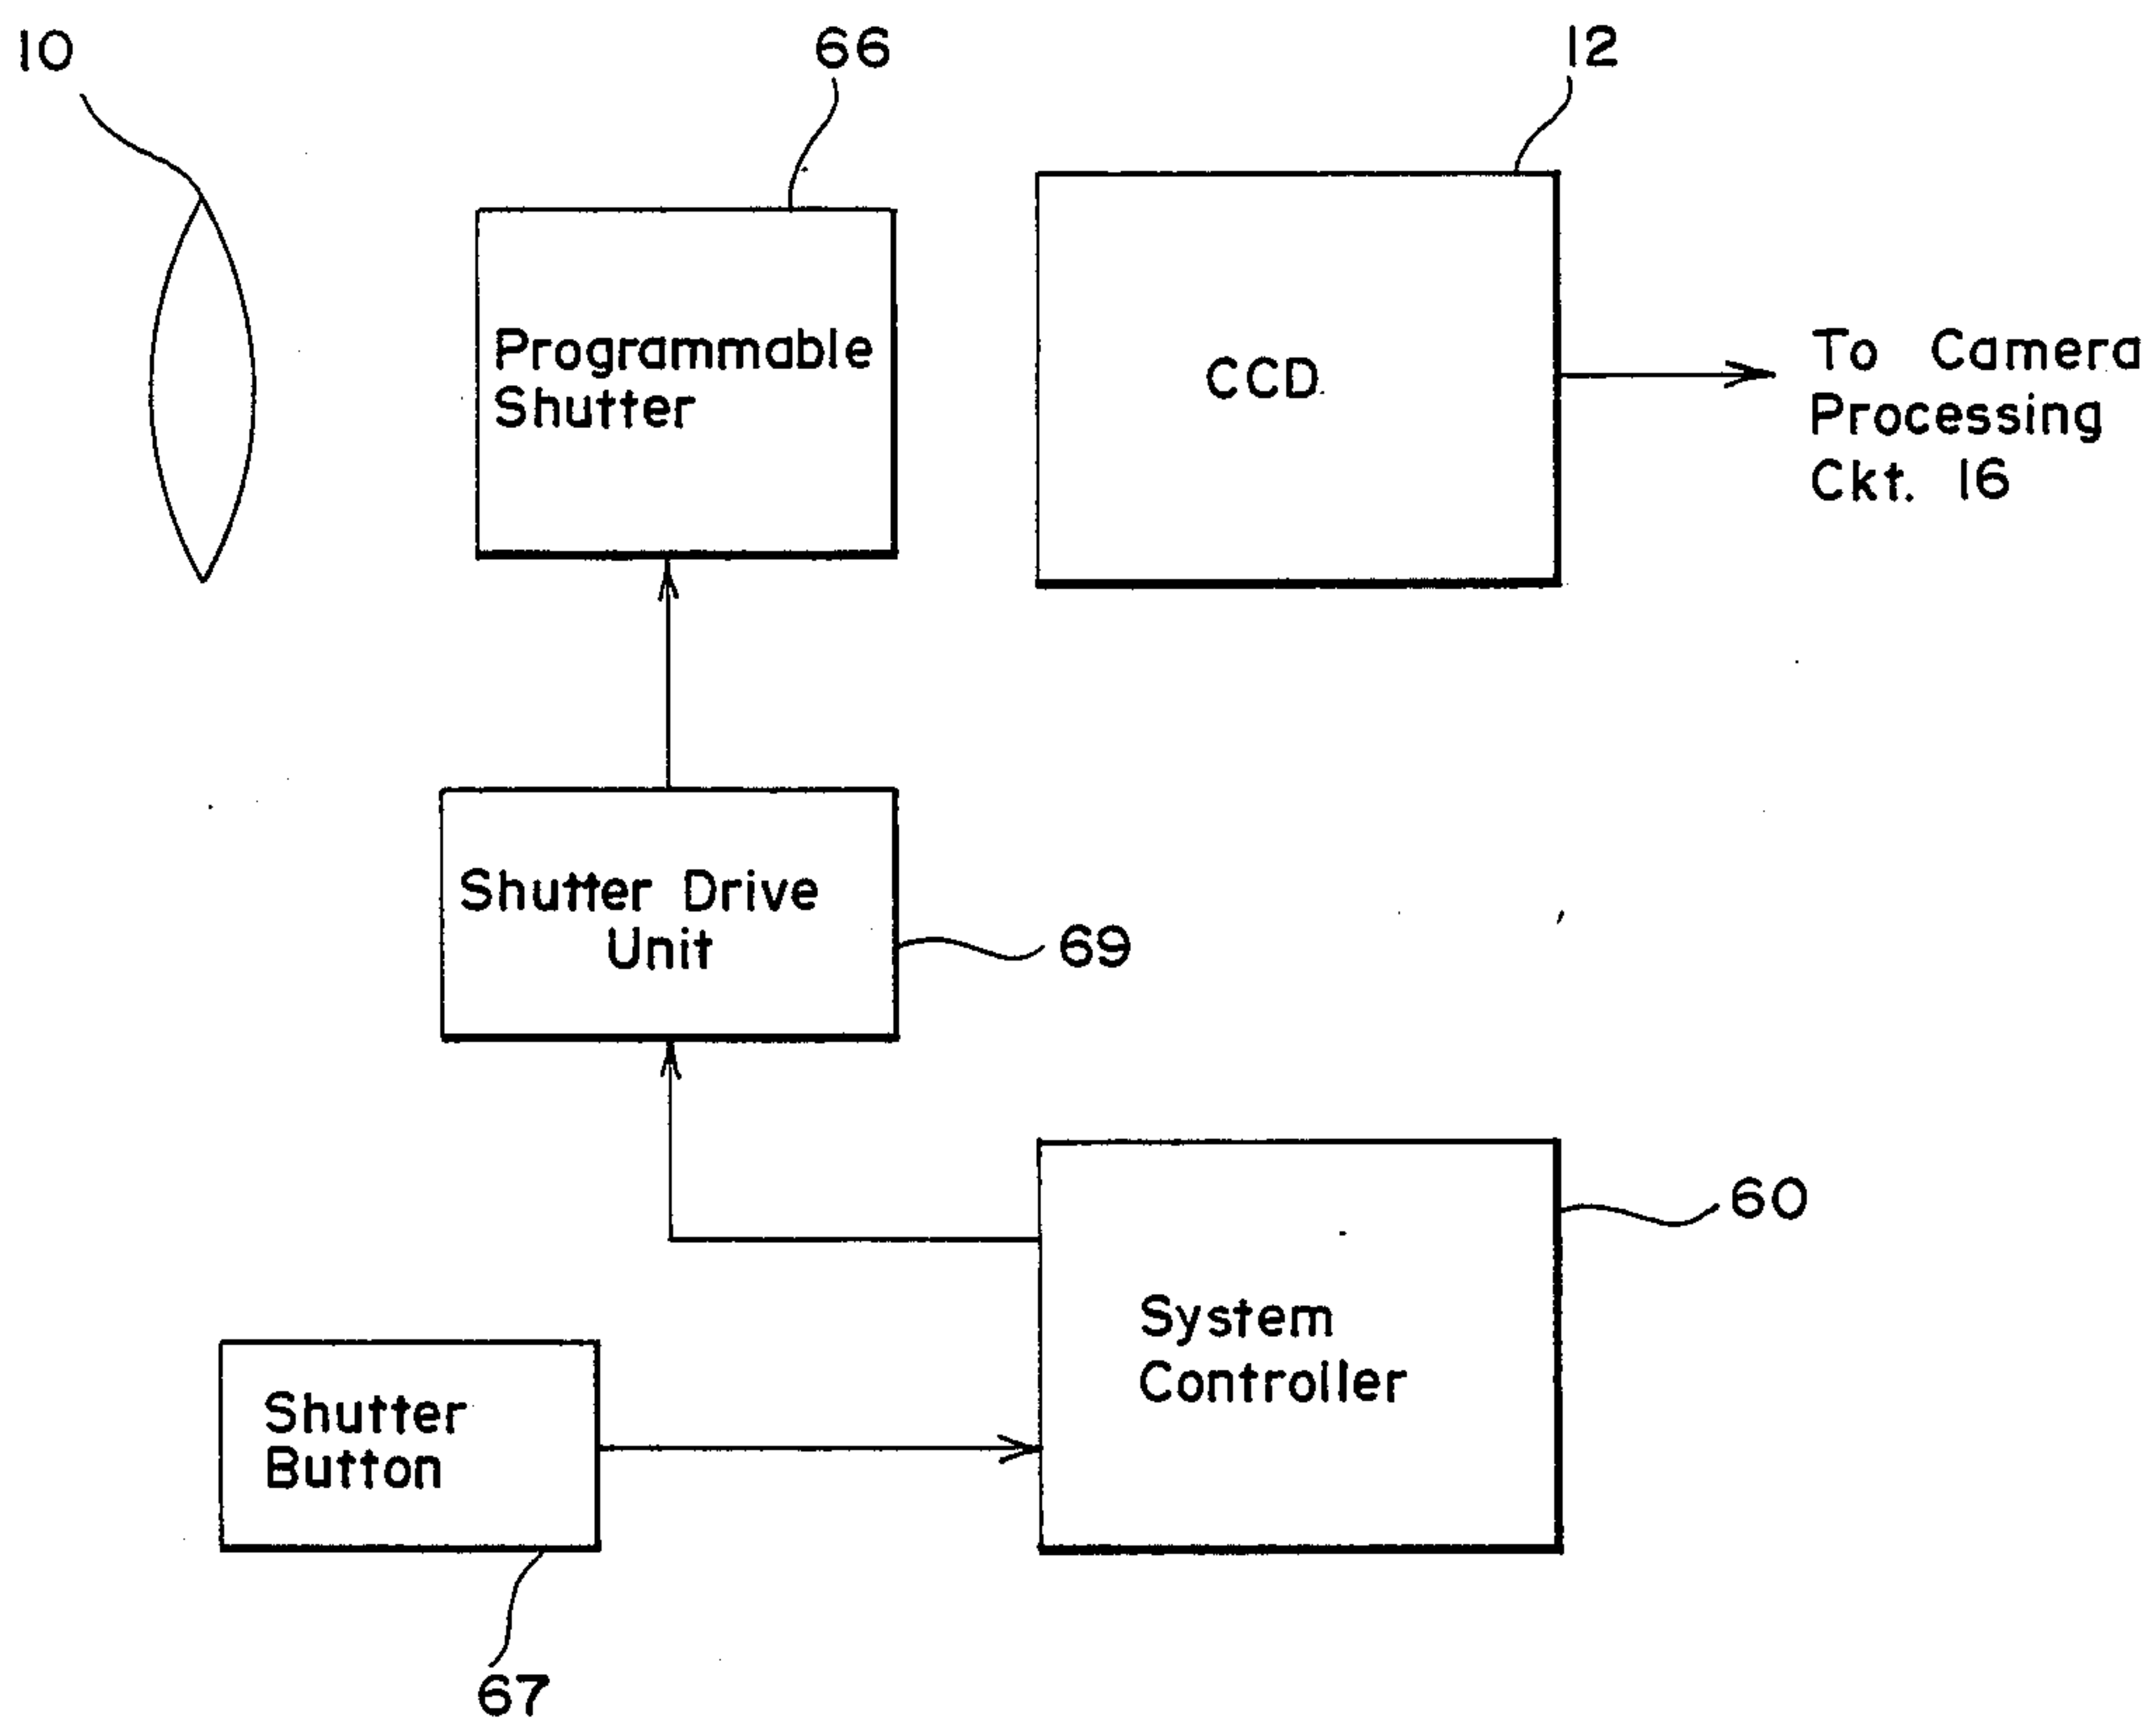 10
66
12
Programmable
Shutter
CCD
To Camera
Processing
Ckt. 16
Shutter Drive
Unit
69
60
System
Controller
Shutter
Button
67